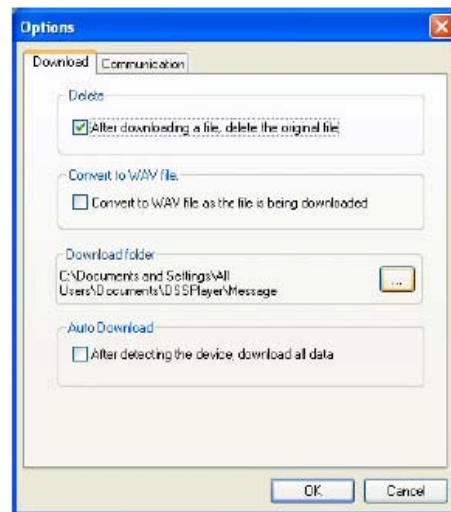 Options
Download Communication
Delete
After downloading a file, delete the original file
Convert to WAV file.
Convert to WAV file as the file is being downloaded
Download folder
C:\Documents and Settings\All
Users\Documents\DSSPlayer\Message
...
Auto Download
After detecting the device, download all data
OK Cancel